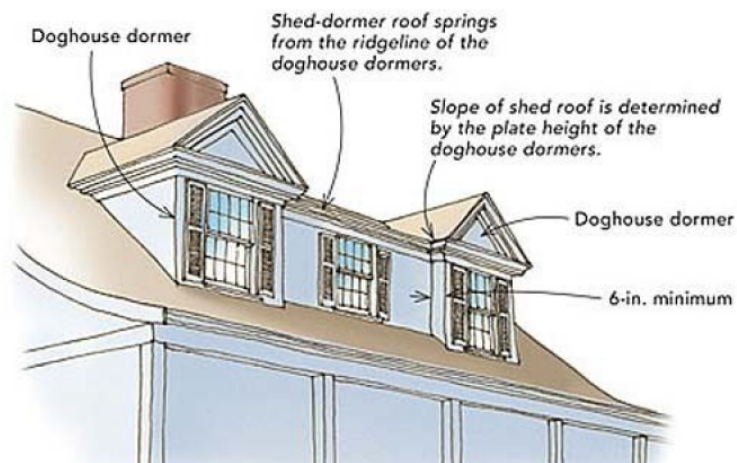 Doghouse dormer
Shed-dormer roof springs
from the ridgeline of the
doghouse dormers.
Slope of shed roof is determined
by the plate height of the
doghouse dormers.
Doghouse dormer
6-in. minimum